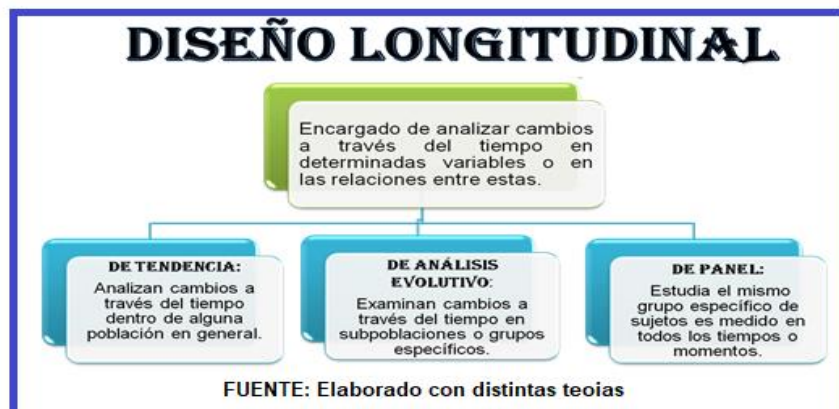 DISEÑO LONGITUDINAL
Encargado de analizar cambios
a través del tiempo en
determinadas variables o en
las relaciones entre estas.
DE TENDENCIA:
Analizan cambios a
través del tiempo
dentro de alguna
población en general.
DE ANÁLISIS
EVOLUTIVO:
Examinan cambios a
través del tiempo en
subpoblaciones o grupos
específicos.
DE PANEL:
Estudia el mismo
grupo específico de
sujetos es medido en
todos los tiempos o
momentos.
FUENTE: Elaborado con distintas teoias